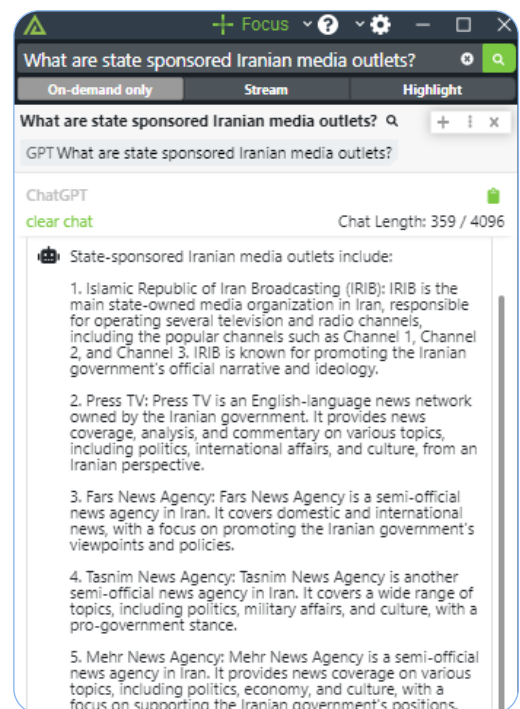 Focus
What are state sponsored Iranian media outlets?
On-demand only Stream Highlight
What are state sponsored Iranian media outlets?
GPT What are state sponsored Iranian media outlets?
ChatGPT
clear chat Chat Length: 359 / 4096
State-sponsored Iranian media outlets include:
1. Islamic Republic of Iran Broadcasting (IRIB): IRIB is the
main state-owned media organization in Iran, responsible
for operating several television and radio channels,
including the popular channels such as Channel 1, Channel
2, and Channel 3. IRIB is known for promoting the Iranian
government's official narrative and ideology.
2. Press TV: Press TV is an English-language news network
owned by the Iranian government. It provides news
coverage, analysis, and commentary on various topics,
including politics, international affairs, and culture, from an
Iranian perspective.
3. Fars News Agency: Fars News Agency is a semi-official
news agency in Iran. It covers domestic and international
news, with a focus on promoting the Iranian government's
viewpoints and policies.
4. Tasnim News Agency: Tasnim News Agency is another
semi-official news agency in Iran. It covers a wide range of
topics, including politics, military affairs, and culture, with a
pro-government stance.
5. Mehr News Agency: Mehr News Agency is a semi-official
news agency in Iran. It provides news coverage on various
topics, including politics, economy, and culture, with a
focus on supporting the Iranian government's positions.